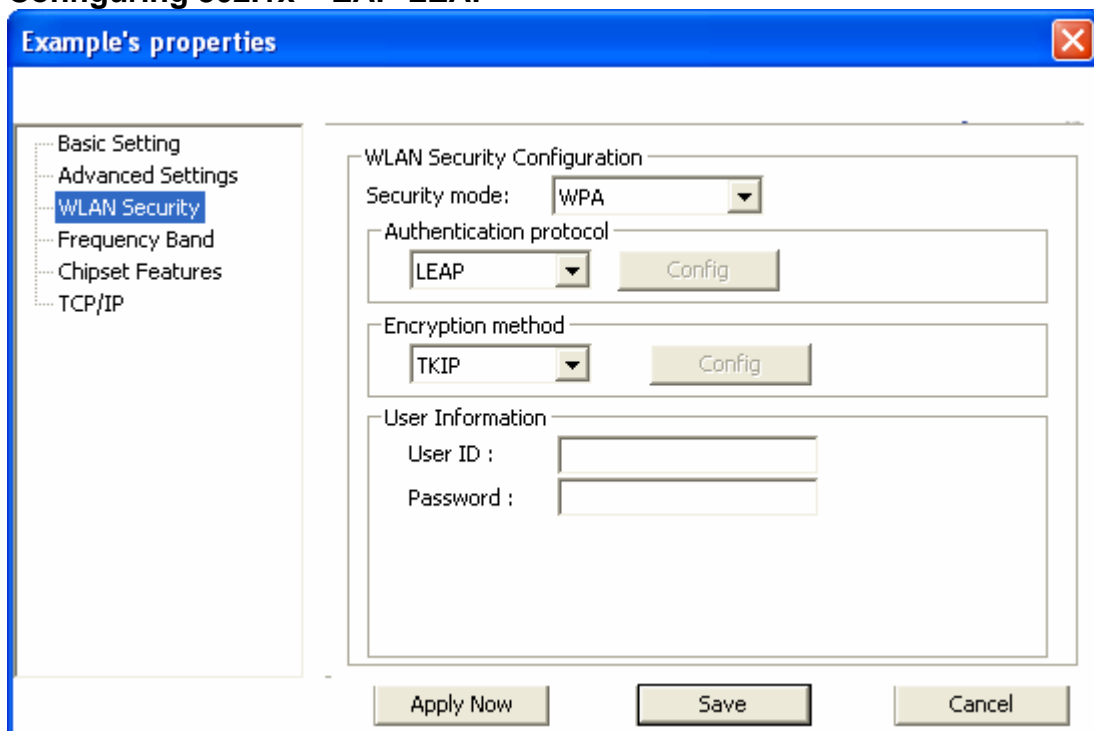 Example's properties
Basic Setting
Advanced Settings
WLAN Security
Frequency Band
Chipset Features
TCP/IP
WLAN Security Configuration
Security mode: WPA
Authentication protocol
LEAP Config
Encryption method
TKIP Config
User Information
User ID :
Password :
Apply Now Save Cancel